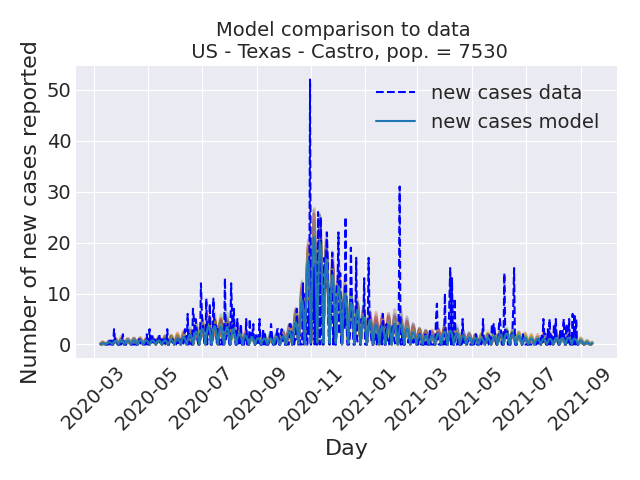 Model comparison to data
US - Texas - Castro, pop. = 7530
Number of new cases reported
50
40
30
20
10
0
new cases data
new cases model
2020-03
2020-05
2020-07
2020-09
2020-11
2021-01
2021-03
2021-05
2021-07
2021-09
Day